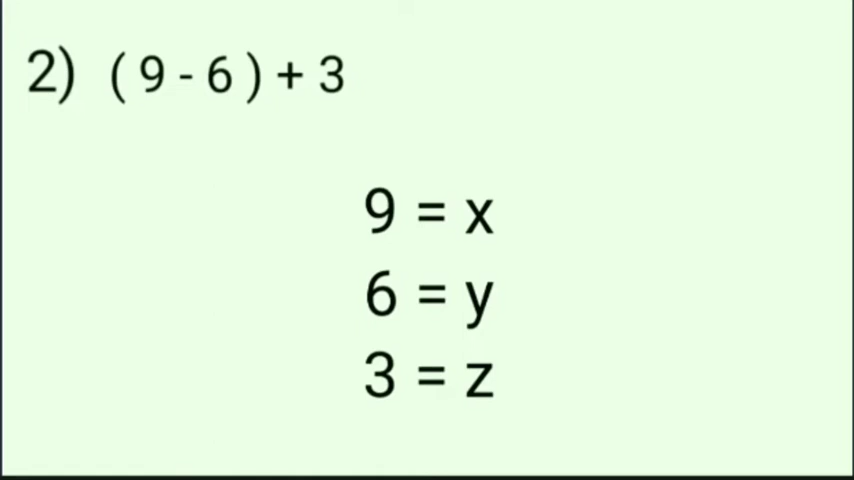 2) ( 9 - 6 ) + 3
9 = x
6 = y
3 = z